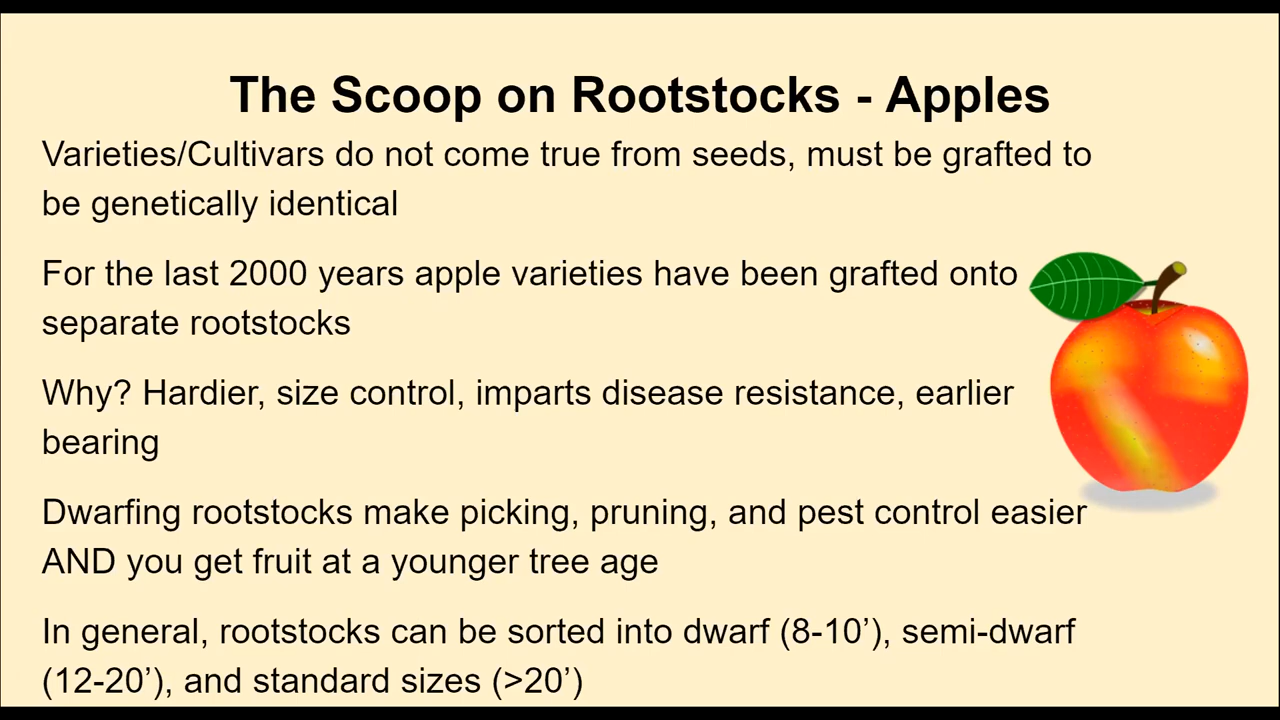 The Scoop on Rootstocks - Apples
Varieties/Cultivars do not come true from seeds, must be grafted to
be genetically identical
For the last 2000 years apple varieties have been grafted onto
separate rootstocks
Why? Hardier, size control, imparts disease resistance, earlier
bearing
Dwarfing rootstocks make picking, pruning, and pest control easier
AND you get fruit at a younger tree age
In general, rootstocks can be sorted into dwarf (8-10’), semi-dwarf
(12-20’), and standard sizes (>20’)